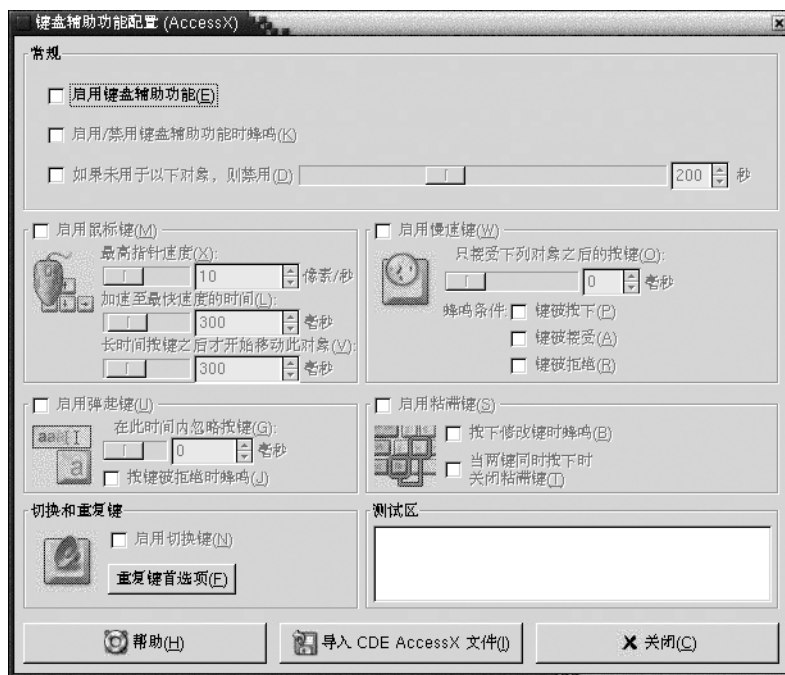 键盘辅助功能配置 (AccessX)
常规
启用键盘辅助功能(E)
启用/禁用键盘辅助功能时蜂鸣(K)
如果未用于以下对象，则禁用(D) 200 秒
启用鼠标键(M)
最高指针速度(X):
10 像素/秒
加速至最快速度的时间(L):
300 毫秒
长时间按键之后才开始移动此对象(V):
300 毫秒
启用慢速键(W)
只接受下列对象之后的按键(O):
0 毫秒
蜂鸣条件: 键被按下(P)
键被接受(A)
键被拒绝(R)
启用弹起键(U)
在此时间内忽略按键(G):
0 毫秒
按键被拒绝时蜂鸣(J)
a
启用粘滞键(S)
按下修改键时蜂鸣(B)
当两键同时按下时
关闭粘滞键(T)
切换和重复键
启用切换键(N)
重复键首选项(F)
测试区
帮助(H)
导入 CDE AccessX 文件(I)
关闭(C)